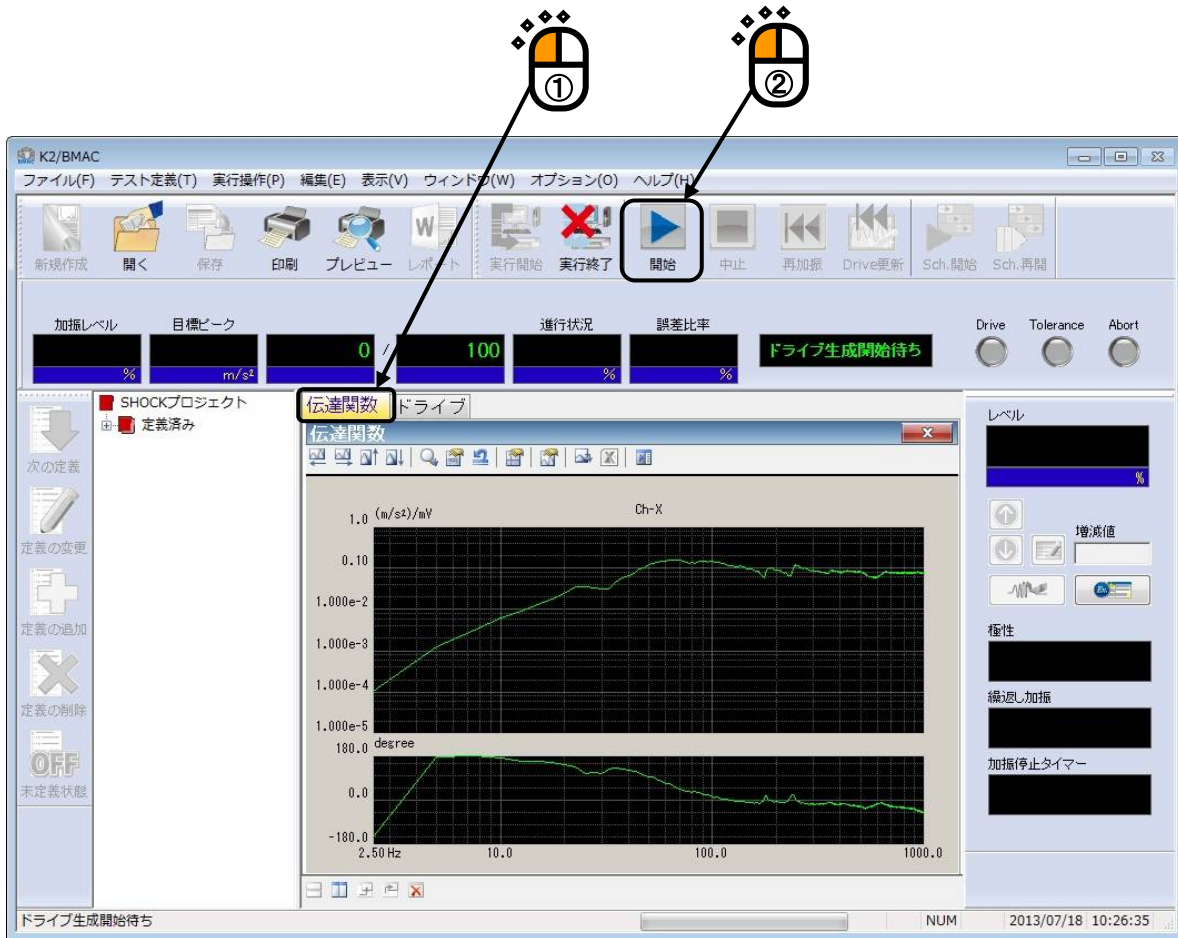 ①
②
K2/BMAC
ファイル(F) テスト定義(T) 実行操作(P) 編集(E) 表示(V) ウィンドウ(W) オプション(O) ヘルプ(H)
新規作成 開く 保存 印刷 プレビュー レポート 実行開始 実行終了 開始 中止 再加振 Drive更新 Sch.開始 Sch.再開
加振レベル 目標ピーク 進行状況 誤差比率 Drive Tolerance Abort
0 / 100 ドライブ生成開始待ち
% m/s² % %
SHOCKプロジェクト
定義済み
次の定義
定義の変更
定義の追加
定義の削除
OFF
未定義状態
伝達関数 ドライブ
伝達関数
(m/s²)/mV Ch-X
1.0
0.10
1.000e-2
1.000e-3
1.000e-4
1.000e-5
degree
180.0
0.0
-180.0
2.50 Hz 10.0 100.0 1000.0
レベル
%
増減値
極性
繰返し加振
加振停止タイマー
ドライブ生成開始待ち NUM 2013/07/18 10:26:35